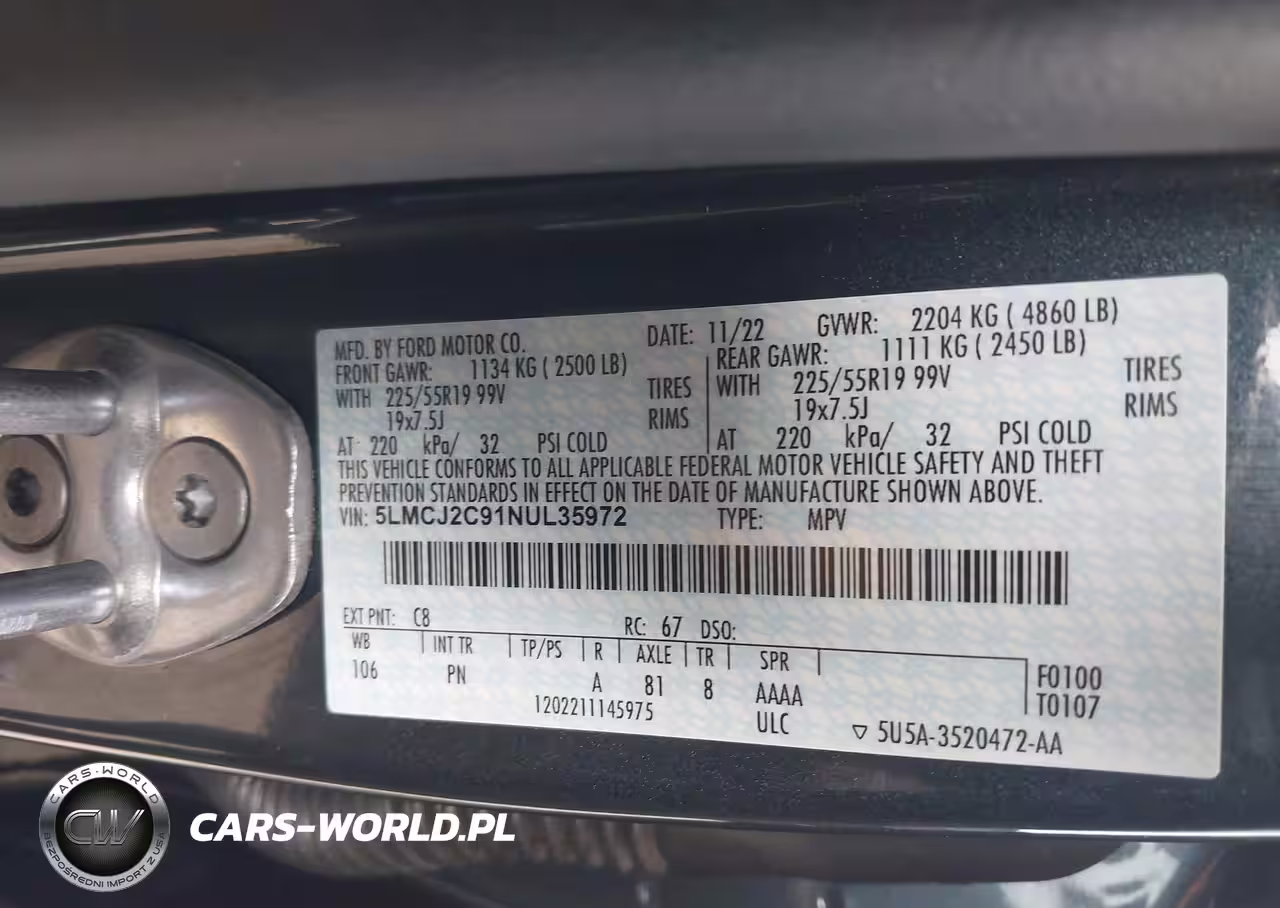 MFD. BY FORD MOTOR CO. DATE: 11/22 GVWR: 2204 KG ( 4860 LB)
FRONT GAWR: 1134 KG ( 2500 LB) REAR GAWR: 1111 KG ( 2450 LB)
WITH 225/55R19 99V TIRES WITH 225/55R19 99V TIRES
19x7.5J RIMS 19x7.5J RIMS
AT 220 kPa/ 32 PSI COLD AT 220 kPa/ 32 PSI COLD
THIS VEHICLE CONFORMS TO ALL APPLICABLE FEDERAL MOTOR VEHICLE SAFETY AND THEFT
PREVENTION STANDARDS IN EFFECT ON THE DATE OF MANUFACTURE SHOWN ABOVE.
VIN: 5LMCJ2C91NUL35972 TYPE: MPV
EXT PNT: C8 RC: 67 DSO:
WB INT TR TP/PS R AXLE TR SPR
106 PN A 81 8 AAAA
F0100
T0107
1202211145975 ULC
▽ 5U5A-3520472-AA
CARS-WORLD
CW
BEZPOŚREDNI IMPORT Z USA
CARS-WORLD.PL